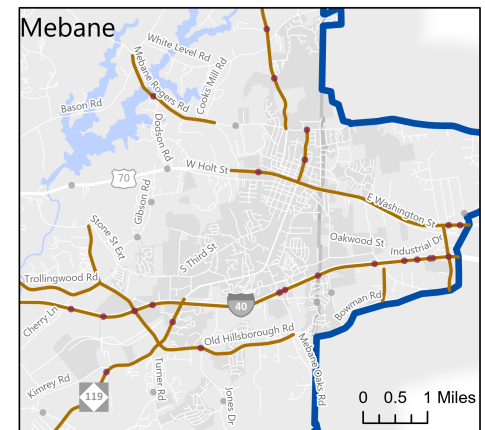 Mebane
White Level Rd
Mebane Rogers Rd
Cooks Mill Rd
Bason Rd
Dodson Rd
W Holt St
70
Gibson Rd
E Washington St
Stone St Ext
Oakwood St
Industrial Dr
S Third St
Trollingwood Rd
40
Bowman Rd
Cherry Ln
Old Hillsborough Rd
Mebane Oaks Rd
Turner Rd
Kimrey Rd
Jones Dr
119
0 0.5 1 Miles